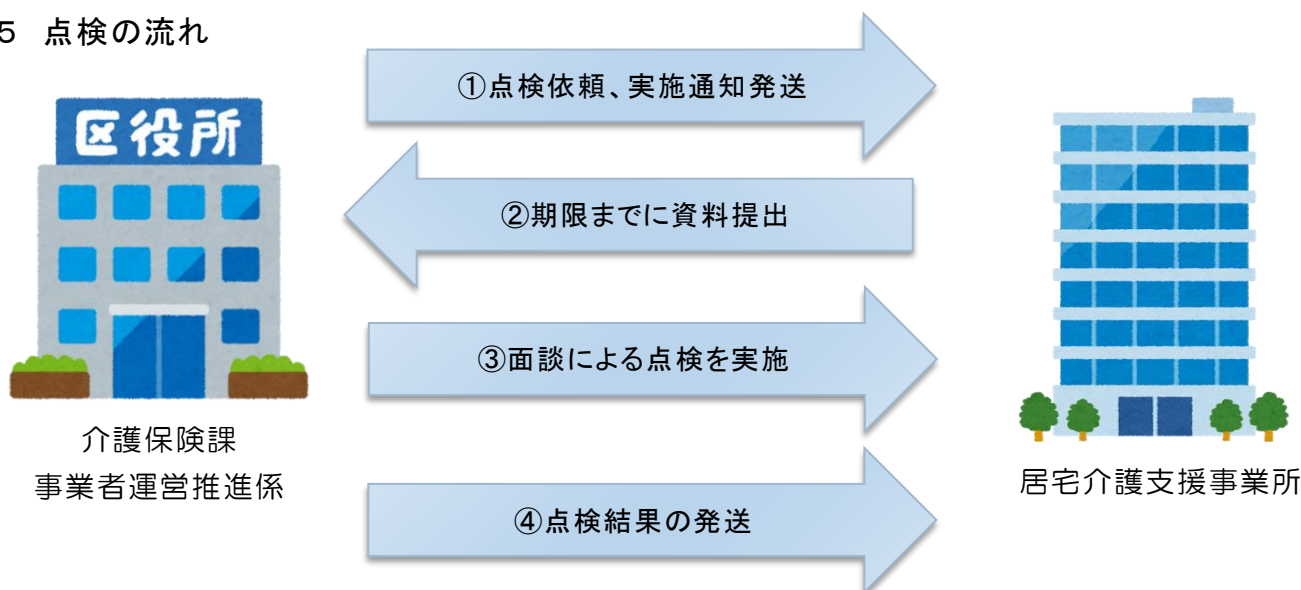 5 点検の流れ
①点検依頼、実施通知発送
区役所
②期限までに資料提出
③面談による点検を実施
介護保険課
事業者運営推進係
居宅介護支援事業所
④点検結果の発送